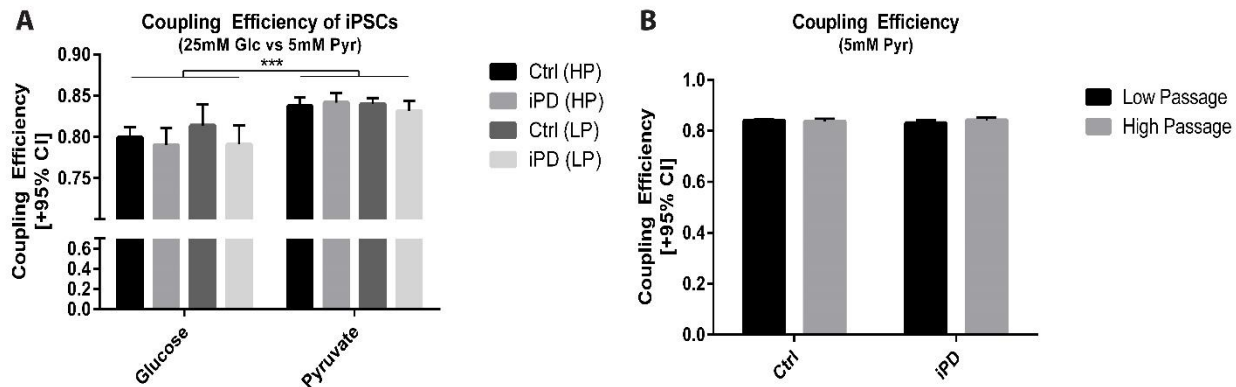 A
Coupling Efficiency of iPSCs
(25mM Glc vs 5mM Pyr)
Coupling Efficiency
[+95% CI]
0.90
0.85
0.80
0.75
0.6
0.4
0.2
0.0
***
Glucose
Pyruvate
Ctrl (HP)
iPD (HP)
Ctrl (LP)
iPD (LP)
B
Coupling Efficiency
(5mM Pyr)
Coupling Efficiency
[+95% CI]
1.0
0.8
0.6
0.4
0.2
0.0
Ctrl
iPD
Low Passage
High Passage